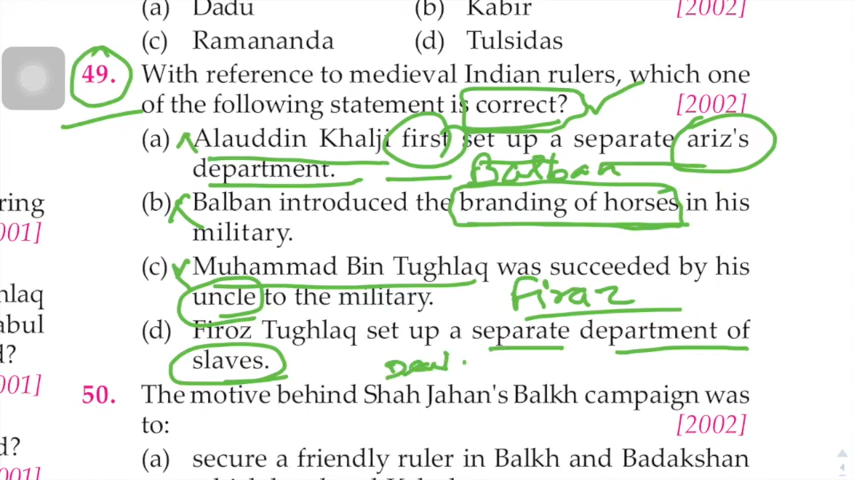 (a) Dadu (b) Kabir [2002]
(c) Ramananda (d) Tulsidas
49. With reference to medieval Indian rulers, which one
of the following statement is correct? [2002]
(a) Alauddin Khalji first set up a separate ariz's
department. Balban
(b) Balban introduced the branding of horses in his
ring
001]
military.
(c) Muhammad Bin Tughlaq was succeeded by his
hlaq
uncle to the military. Firaz
abul
(d) Firoz Tughlaq set up a separate department of
d?
slaves.
001]
50. The motive behind Shah Jahan's Balkh campaign was
to: [2002]
d?
(a) secure a friendly ruler in Balkh and Badakshan
001]